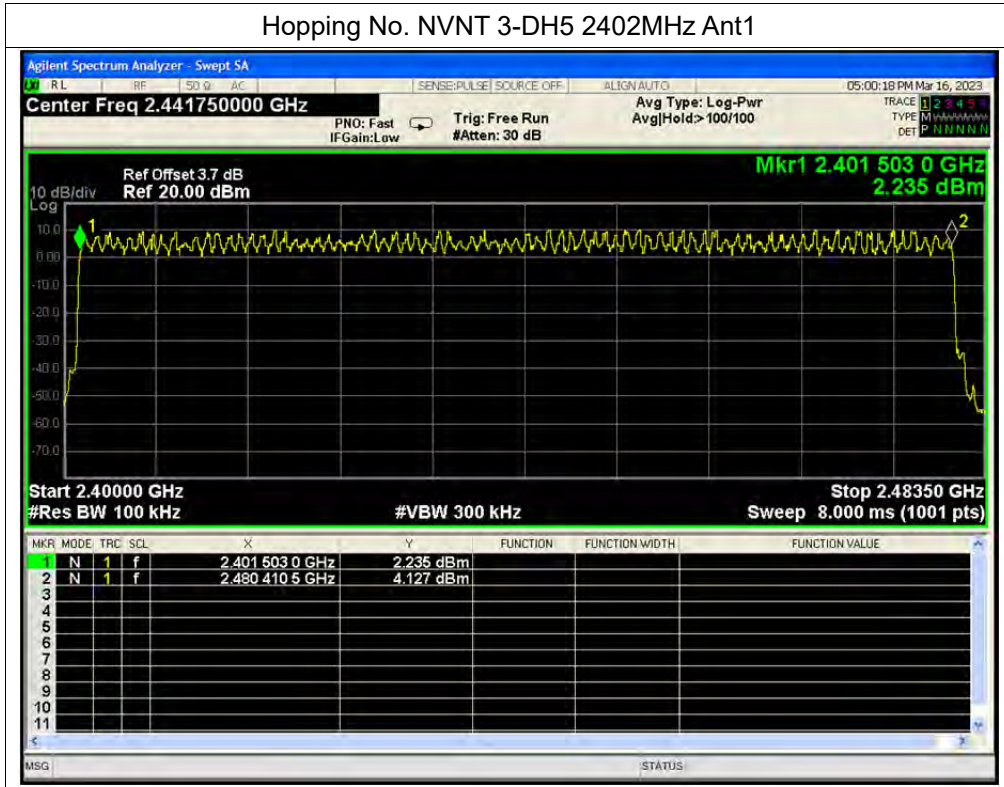 Hopping No. NVNT 3-DH5 2402MHz Ant1
Agilent Spectrum Analyzer - Swept SA
RL RF 50 Ω AC SENSE:PULSE SOURCE OFF ALIGN AUTO 05:00:18 PM Mar 16, 2023
Center Freq 2.441750000 GHz
PNO: Fast
IFGain:Low
Trig: Free Run
#Atten: 30 dB
Avg Type: Log-Pwr
Avg|Hold:> 100/100
TRACE 1 2 3 4 5 6
TYPE M
DET P N N N N N
Mkr1 2.401 503 0 GHz
2.235 dBm
Ref Offset 3.7 dB
10 dB/div Ref 20.00 dBm
Log
10.0
0.00
-10.0
-20.0
-30.0
-40.0
-50.0
-60.0
-70.0
1
2
Start 2.40000 GHz Stop 2.48350 GHz
#Res BW 100 kHz #VBW 300 kHz Sweep 8.000 ms (1001 pts)
MKR MODE TRC SCL X Y FUNCTION FUNCTION WIDTH FUNCTION VALUE
1 N 1 f 2.401 503 0 GHz 2.235 dBm
2 N 1 f 2.480 410 5 GHz 4.127 dBm
3
4
5
6
7
8
9
10
11
MSG STATUS